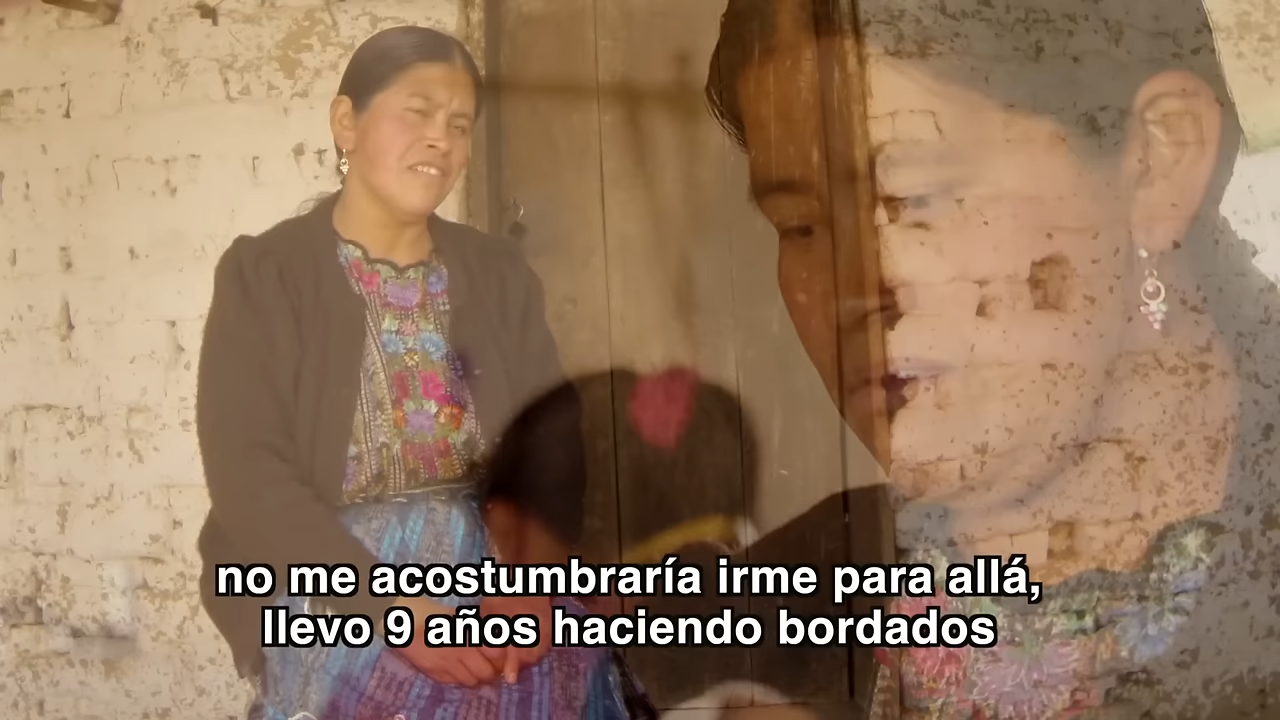 no me acostumbraría irme para allá,
llevo 9 años haciendo bordados